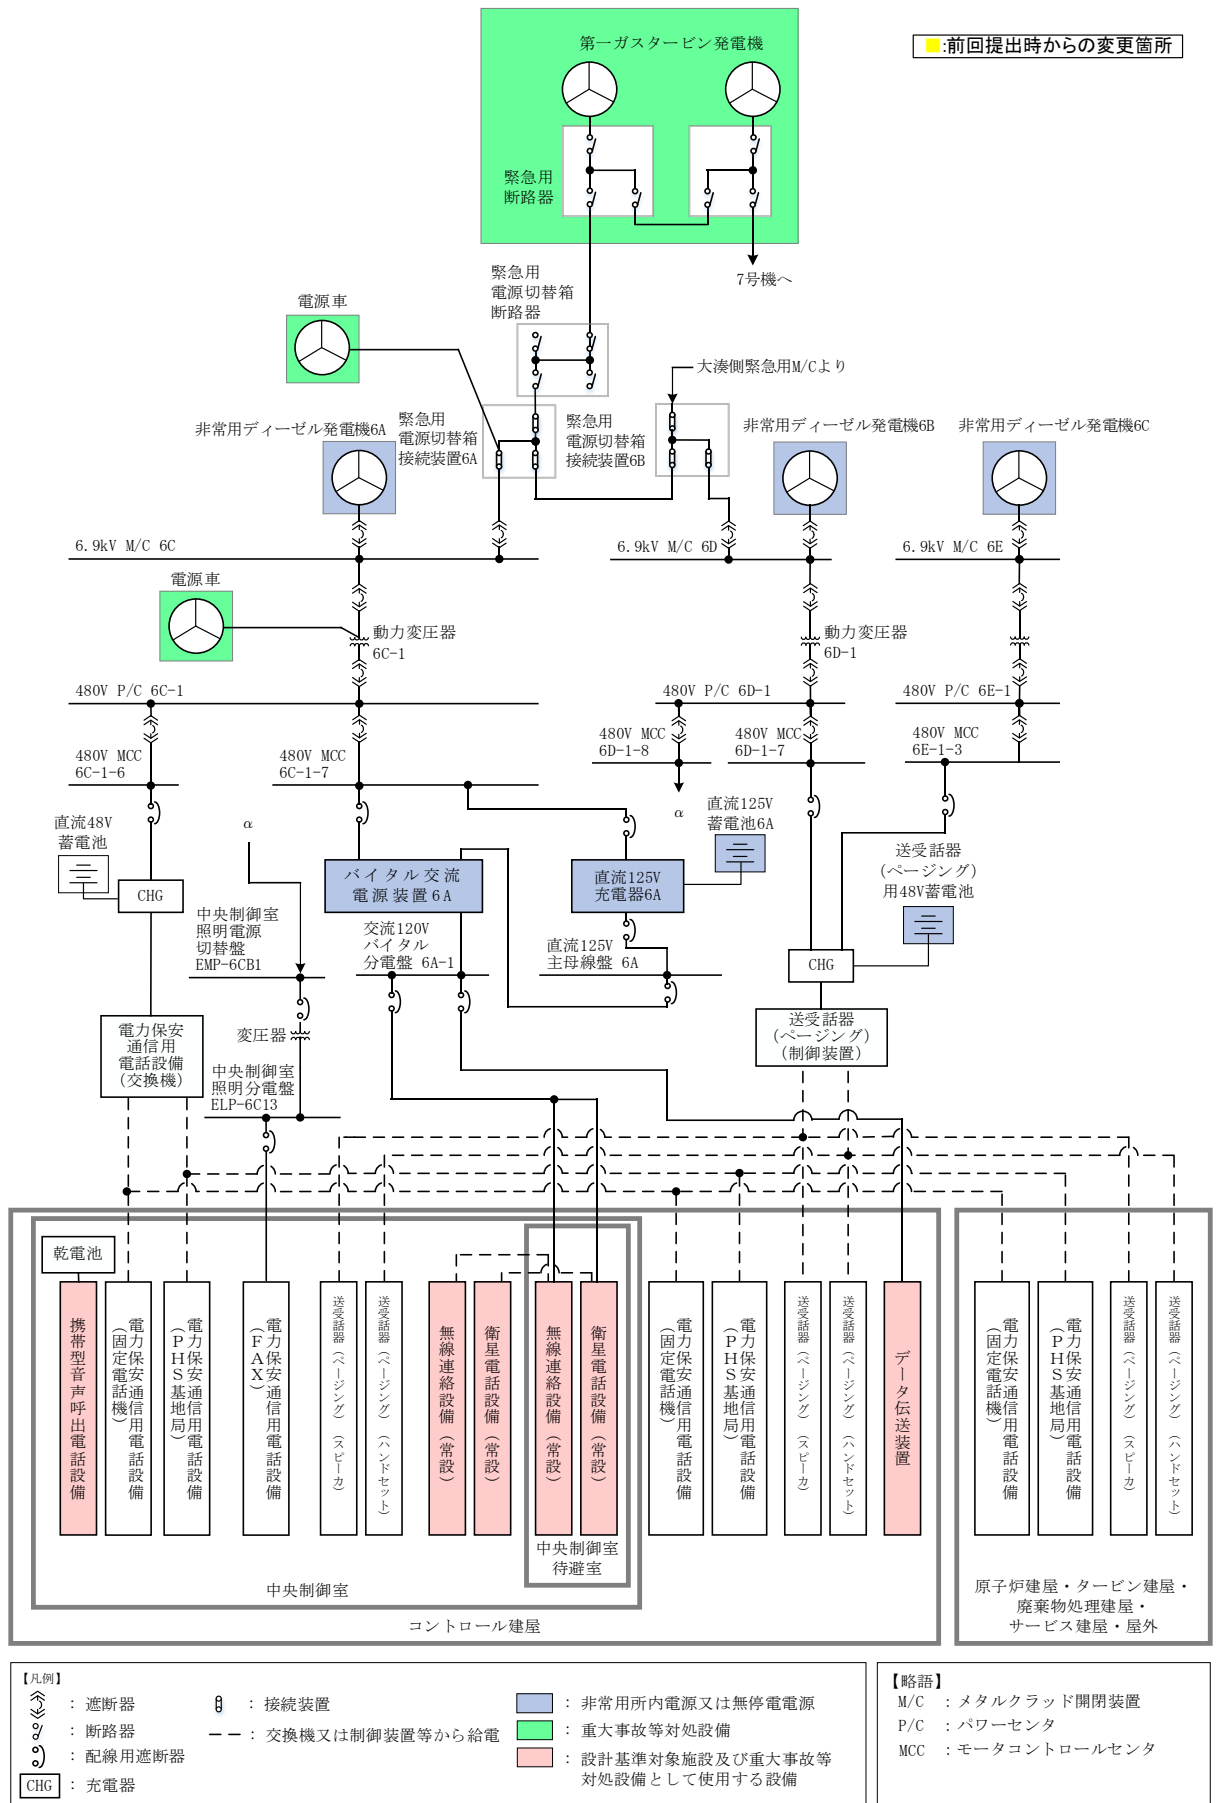 第一ガスタービン発電機
:前回提出時からの変更箇所
緊急用
断路器
7号機へ
緊急用
電源切替箱
断路器
電源車
大湊側緊急用M/Cより
非常用ディーゼル発電機6A
緊急用
電源切替箱
接続装置6A
緊急用
電源切替箱
接続装置6B
非常用ディーゼル発電機6B
非常用ディーゼル発電機6C
6.9kV M/C 6C
6.9kV M/C 6D
6.9kV M/C 6E
電源車
動力変圧器
6C-1
動力変圧器
6D-1
480V P/C 6C-1
480V P/C 6D-1
480V P/C 6E-1
480V MCC
6C-1-6
480V MCC
6C-1-7
480V MCC
6D-1-8
480V MCC
6D-1-7
480V MCC
6E-1-3
直流48V
蓄電池
α
α
直流125V
蓄電池6A
送受話器
(ページング)
用48V蓄電池
CHG
バイタル交流
電源装置6A
直流125V
充電器6A
中央制御室
照明電源
切替盤
EMP-6CB1
交流120V
バイタル
分電盤 6A-1
直流125V
主母線盤 6A
CHG
電力保安
通信用
電話設備
(交換機)
変圧器
送受話器
(ページング)
(制御装置)
中央制御室
照明分電盤
ELP-6C13
乾電池
携帯型音声呼出電話設備
電力保安通信用電話設備
(固定電話機)
電力保安通信用電話設備
(PHS基地局)
電力保安通信用電話設備
(FAX)
送受話器(ページング)(スピーカ)
送受話器(ページング)(ハンドセット)
無線連絡設備(常設)
衛星電話設備(常設)
無線連絡設備(常設)
衛星電話設備(常設)
電力保安通信用電話設備
(固定電話機)
電力保安通信用電話設備
(PHS基地局)
送受話器(ページング)(スピーカ)
送受話器(ページング)(ハンドセット)
データ伝送装置
電力保安通信用電話設備
(固定電話機)
電力保安通信用電話設備
(PHS基地局)
送受話器(ページング)(スピーカ)
送受話器(ページング)(ハンドセット)
中央制御室
待避室
中央制御室
コントロール建屋
原子炉建屋・タービン建屋・
廃棄物処理建屋・
サービス建屋・屋外
【凡例】
: 遮断器
: 断路器
: 配線用遮断器
CHG : 充電器
: 接続装置
: 交換機又は制御装置等から給電
: 非常用所内電源又は無停電電源
: 重大事故等対処設備
: 設計基準対象施設及び重大事故等
対処設備として使用する設備
【略語】
M/C : メタルクラッド開閉装置
P/C : パワーセンタ
MCC : モータコントロールセンタ